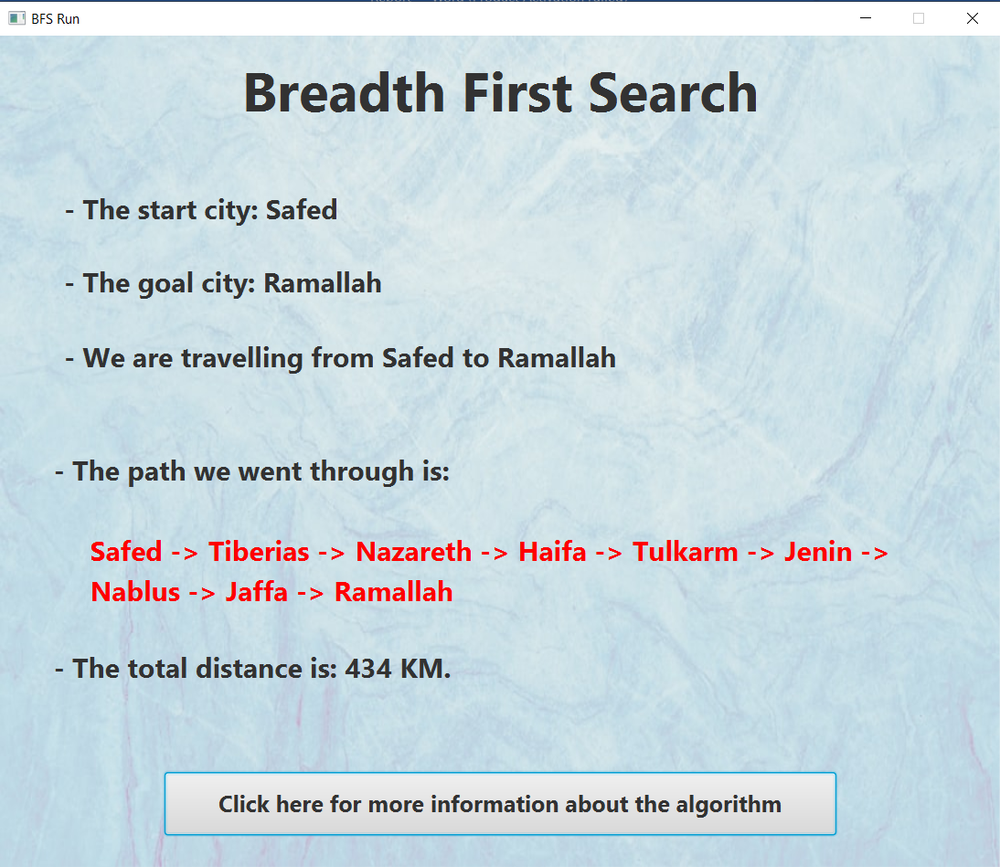 BFS Run
Breadth First Search
- The start city: Safed
- The goal city: Ramallah
- We are travelling from Safed to Ramallah
- The path we went through is:
Safed -> Tiberias -> Nazareth -> Haifa -> Tulkarm -> Jenin ->
Nablus -> Jaffa -> Ramallah
- The total distance is: 434 KM.
Click here for more information about the algorithm